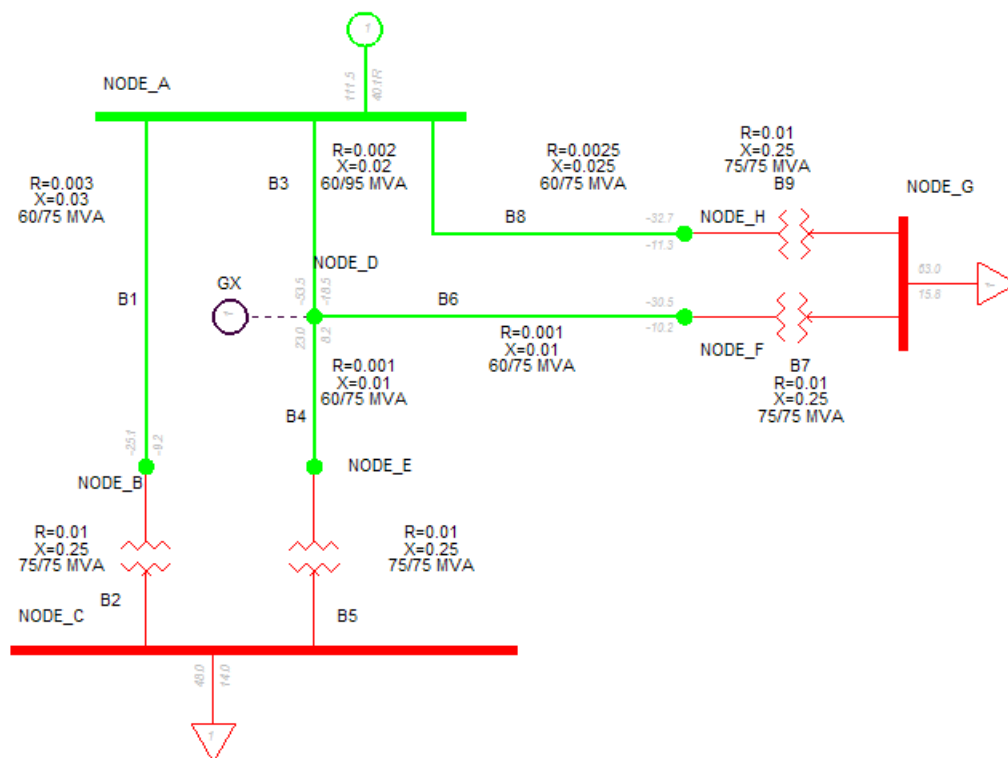 1
111.5
40.1R
NODE_A
R=0.003
X=0.03
60/75 MVA
B3
R=0.002
X=0.02
60/95 MVA
R=0.0025
X=0.025
60/75 MVA
R=0.01
X=0.25
75/75 MVA
B9
NODE_G
B8
-32.7
-11.3
NODE_H
63.0
15.8
1
NODE_D
-53.5
-18.5
GX
1
B1
B6
-30.5
-10.2
NODE_F
23.0
8.2
R=0.001
X=0.01
60/75 MVA
R=0.001
X=0.01
60/75 MVA
B7
R=0.01
X=0.25
75/75 MVA
B4
-25.1
-9.2
NODE_B
NODE_E
R=0.01
X=0.25
75/75 MVA
R=0.01
X=0.25
75/75 MVA
B2
NODE_C
B5
48.0
14.0
1